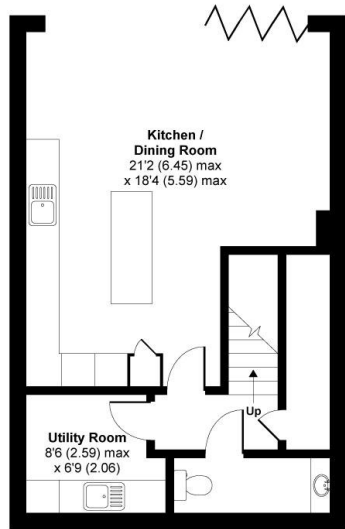 Kitchen /
Dining Room
21'2 (6.45) max
x 18'4 (5.59) max
Up
Utility Room
8'6 (2.59) max
x 6'9 (2.06)